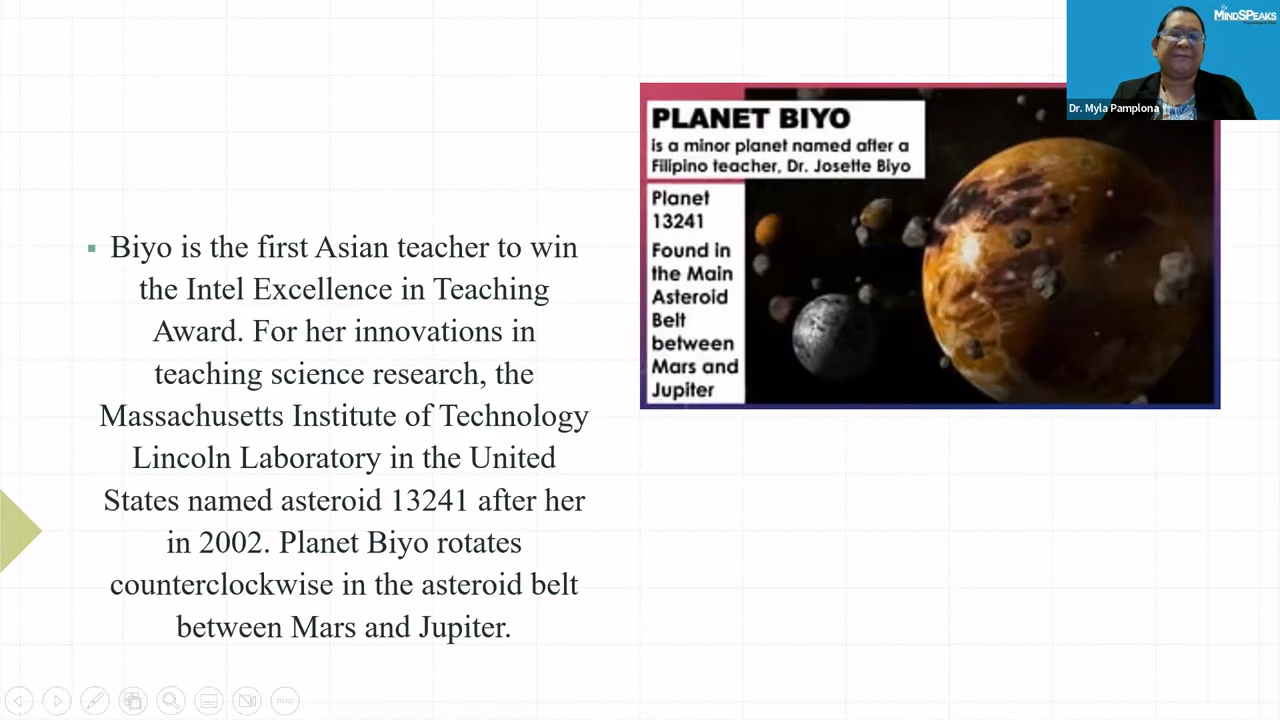 MINDSPEAKS
Dr. Myla Pamplona
PLANET BIYO
is a minor planet named after a
Filipino teacher, Dr. Josette Biyo
Planet
13241
Found in
the Main
Asteroid
Belt
between
Mars and
Jupiter
Biyo is the first Asian teacher to win
the Intel Excellence in Teaching
Award. For her innovations in
teaching science research, the
Massachusetts Institute of Technology
Lincoln Laboratory in the United
States named asteroid 13241 after her
in 2002. Planet Biyo rotates
counterclockwise in the asteroid belt
between Mars and Jupiter.